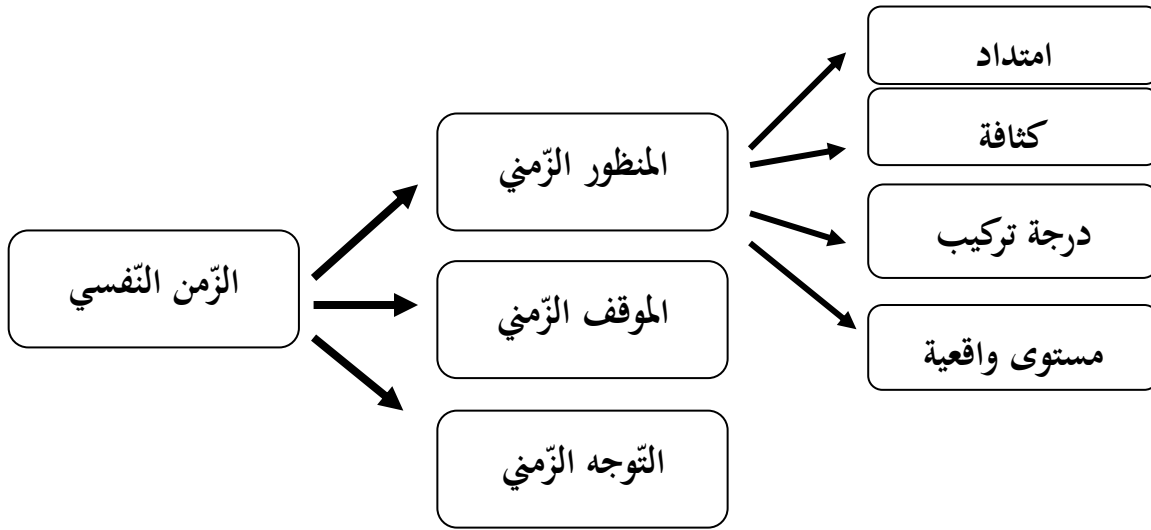 الزّمن النّفسي
المنظور الزّمني
الموقف الزّمني
التّوجه الزّمني
امتداد
كثافة
درجة تركيب
مستوى واقعية